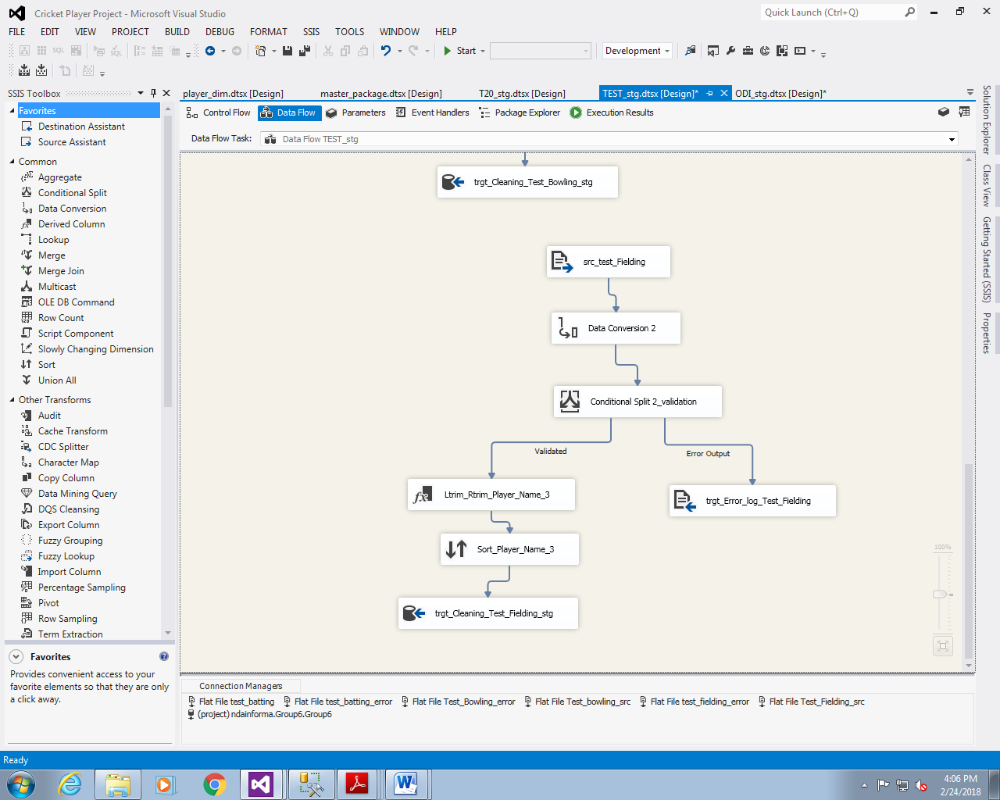 Cricket Player Project - Microsoft Visual Studio
Quick Launch (Ctrl+Q)
FILE EDIT VIEW PROJECT BUILD DEBUG FORMAT SSIS TOOLS WINDOW HELP
SQL SQL Start Development
SSIS Toolbox
player_dim.dtsx [Design] master_package.dtsx [Design] T20_stg.dtsx [Design] TEST_stg.dtsx [Design]* ODI_stg.dtsx [Design]*
Control Flow Data Flow Parameters Event Handlers Package Explorer Execution Results
Data Flow Task: Data Flow TEST_stg
Favorites
Destination Assistant
Source Assistant
Common
Aggregate
Conditional Split
Data Conversion
Derived Column
Lookup
Merge
Merge Join
Multicast
OLE DB Command
Row Count
Script Component
Slowly Changing Dimension
Sort
Union All
Other Transforms
Audit
Cache Transform
CDC Splitter
Character Map
Copy Column
Data Mining Query
DQS Cleansing
Export Column
Fuzzy Grouping
Fuzzy Lookup
Import Column
Percentage Sampling
Pivot
Row Sampling
Term Extraction
Favorites
Provides convenient access to your
favorite elements so that they are only
a click away.
trgt_Cleaning_Test_Bowling_stg
src_test_Fielding
Data Conversion 2
Conditional Split 2_validation
Validated
Error Output
Ltrim_Rtrim_Player_Name_3
trgt_Error_log_Test_Fielding
Sort_Player_Name_3
trgt_Cleaning_Test_Fielding_stg
100%
Solution Explorer
Class View
Getting Started (SSIS)
Properties
Connection Managers
Flat File test_batting Flat File test_batting_error Flat File Test_Bowling_error Flat File Test_bowling_src Flat File test_fielding_error Flat File Test_Fielding_src
(project) ndainforma.Group6.Group6
Ready
4:06 PM
2/24/2018